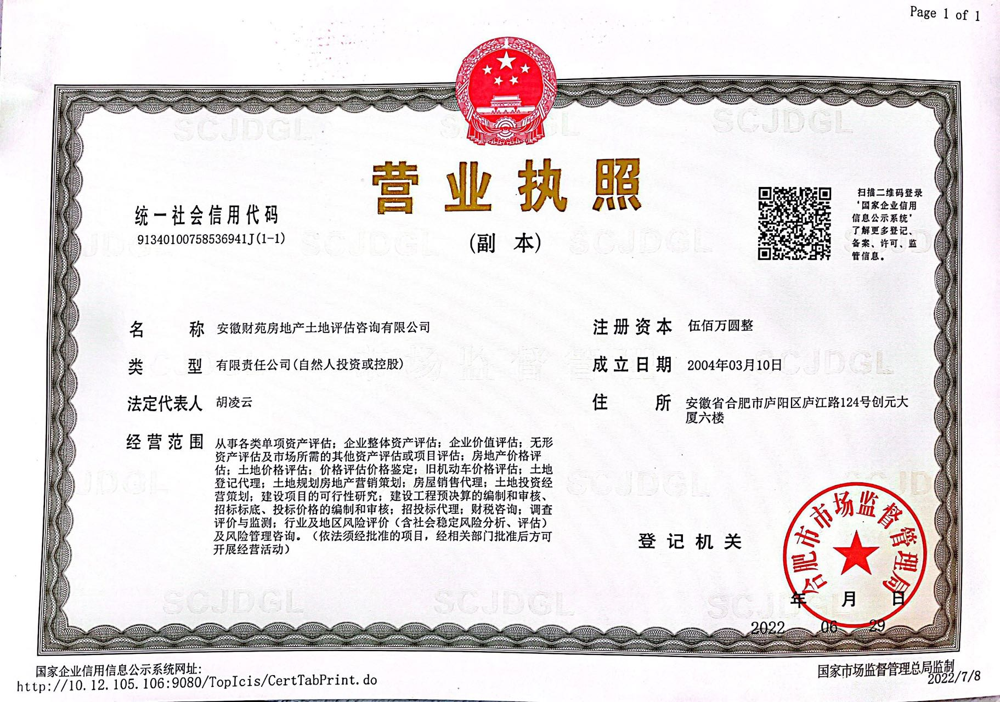 Page 1 of 1
营业执照
(副 本)
统一社会信用代码
91340100758536941J(1-1)
扫描二维码登录
‘国家企业信用
信息公示系统’
了解更多登记、
备案、许可、监
管信息。
名 称 安徽财苑房地产土地评估咨询有限公司
类 型 有限责任公司(自然人投资或控股)
法定代表人 胡凌云
经营范围 从事各类单项资产评估；企业整体资产评估；企业价值评估；无形
资产评估及市场所需的其他资产评估或项目评估；房地产价格评
估；土地价格评估；价格评估价格鉴定；旧机动车价格评估；土地
登记代理；土地规划房地产营销策划；房屋销售代理；土地投资经
营策划；建设项目的可行性研究；建设工程预决算的编制和审核、
招标标底、投标价格的编制和审核；招投标代理；财税咨询；调查
评价与监测；行业及地区风险评价（含社会稳定风险分析、评估）
及风险管理咨询。（依法须经批准的项目，经相关部门批准后方可
开展经营活动）
注册资本 伍佰万圆整
成立日期 2004年03月10日
住 所 安徽省合肥市庐阳区庐江路124号创元大
厦六楼
登记机关
合肥市市场监督管理局
年 月 日
2022 06 29
国家企业信用信息公示系统网址:
http://10.12.105.106:9080/TopIcis/CertTabPrint.do
国家市场监督管理总局监制
2022/7/8
SCJDGL
SCJDGL
SCJDGL
SCJDGL
SCJDGL
SCJDGL
SCJDGL
SCJDGL
市场监督管理